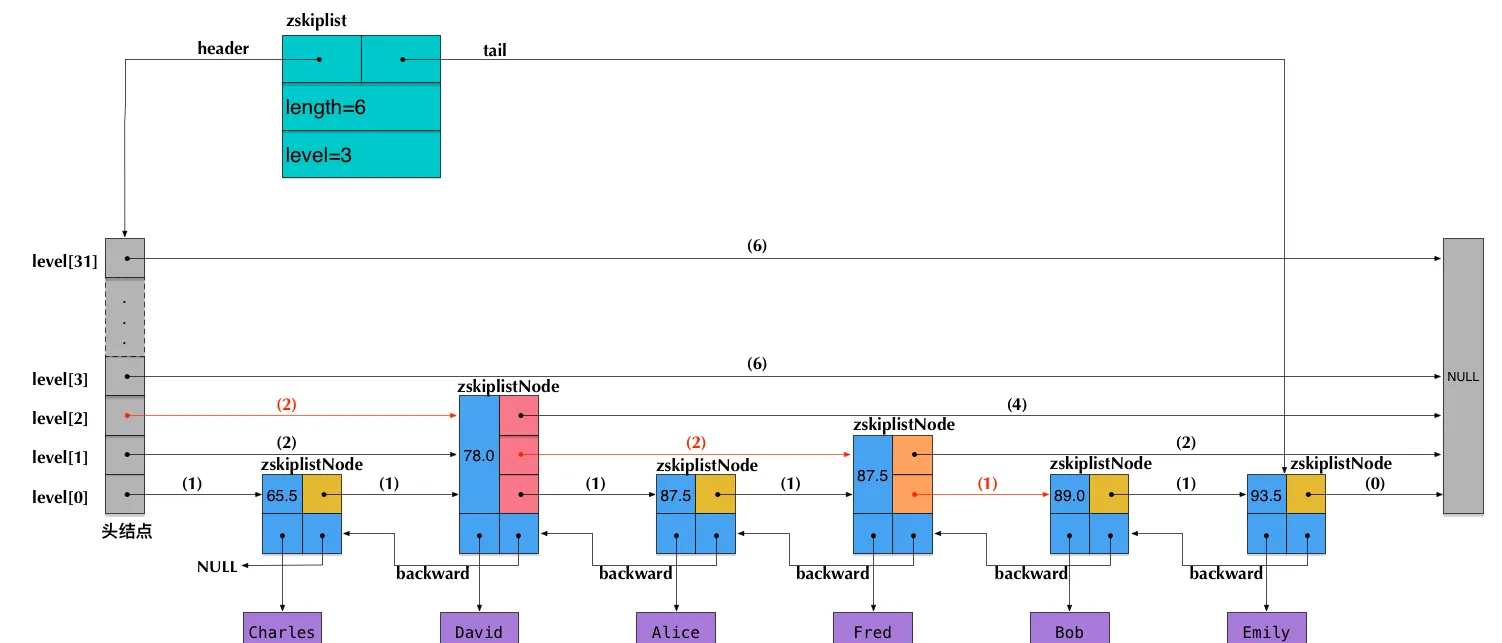 zskiplist
header
tail
length=6
level=3
level[31]
(6)
.
.
.
level[3]
(6)
NULL
zskiplistNode
level[2]
(2)
(4)
zskiplistNode
level[1]
(2)
78.0
(2)
(2)
zskiplistNode
zskiplistNode
zskiplistNode
zskiplistNode
87.5
level[0]
(1)
65.5
(1)
(1)
87.5
(1)
(1)
89.0
(1)
93.5
(0)
头结点
NULL
backward
backward
backward
backward
backward
Charles
David
Alice
Fred
Bob
Emily